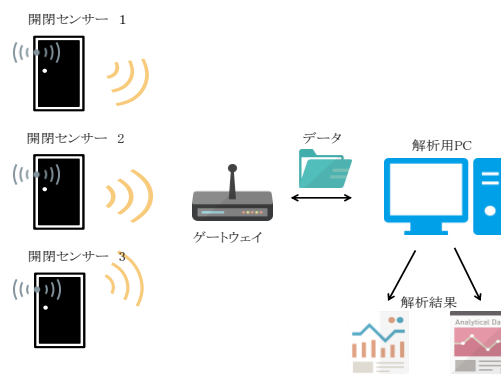 開閉センサー 1
開閉センサー 2
データ
解析用PC
ゲートウェイ
開閉センサー 3
解析結果
Analytical Da